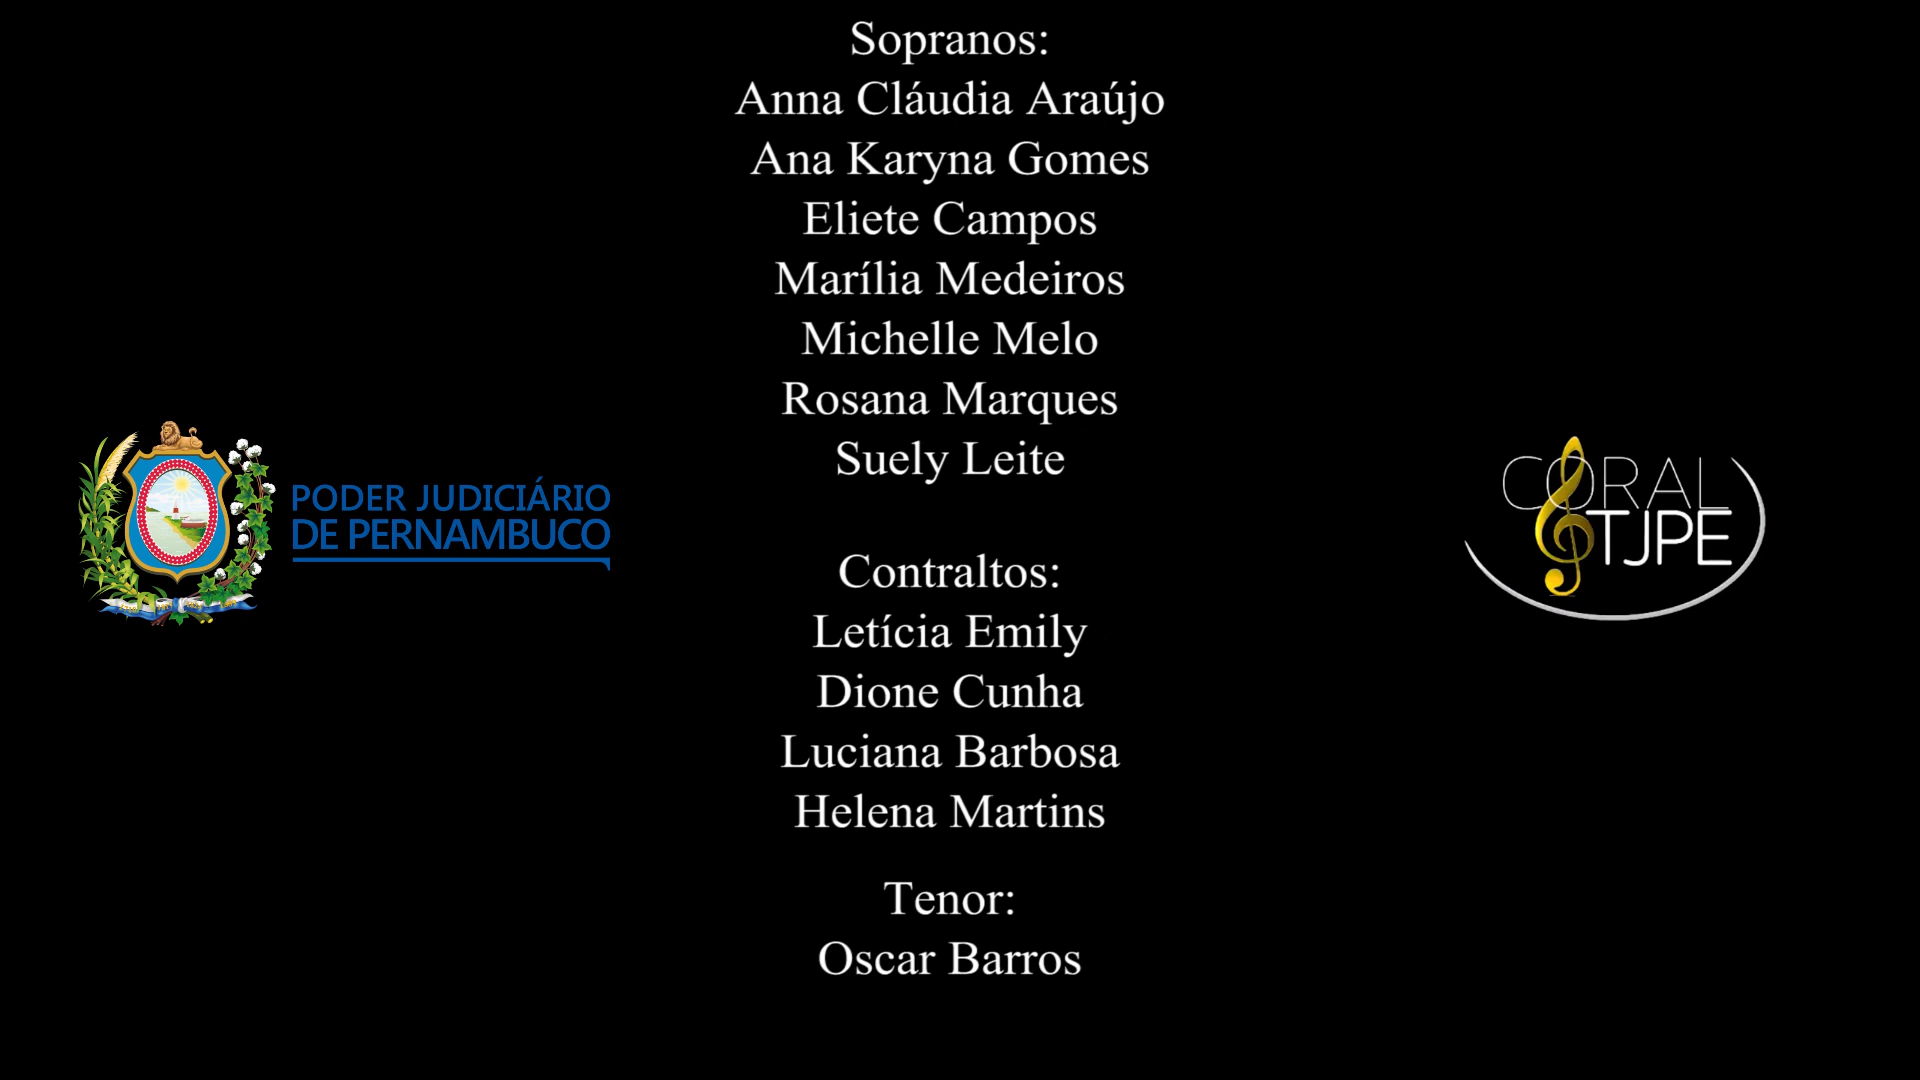 Sopranos:
Anna Cláudia Araújo
Ana Karyna Gomes
Eliete Campos
Marília Medeiros
Michelle Melo
Rosana Marques
Suely Leite
PODER JUDICIÁRIO
DE PERNAMBUCO
CORAL
TJPE
Contraltos:
Letícia Emily
Dione Cunha
Luciana Barbosa
Helena Martins
Tenor:
Oscar Barros